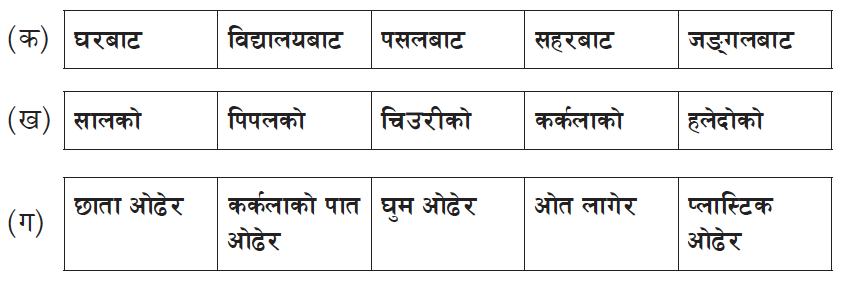 (क) घरबाट विद्यालयबाट पसलबाट सहरबाट जङ्गलबाट
(ख) सालको पिपलको चिउरीको कर्कलाको हलेदोको
(ग) छाता ओढेर कर्कलाको पात ओढेर घुम ओढेर ओत लागेर प्लास्टिक ओढेर